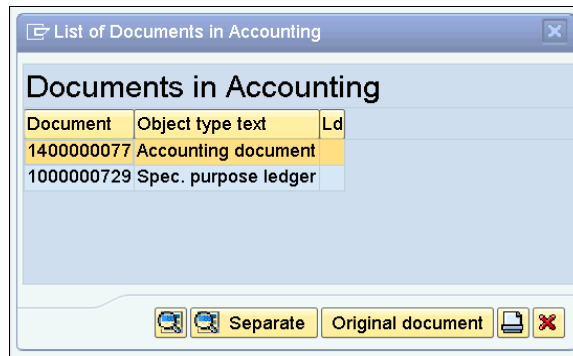 List of Documents in Accounting
Documents in Accounting
Document Object type text Ld
1400000077 Accounting document
1000000729 Spec. purpose ledger
Separate Original document